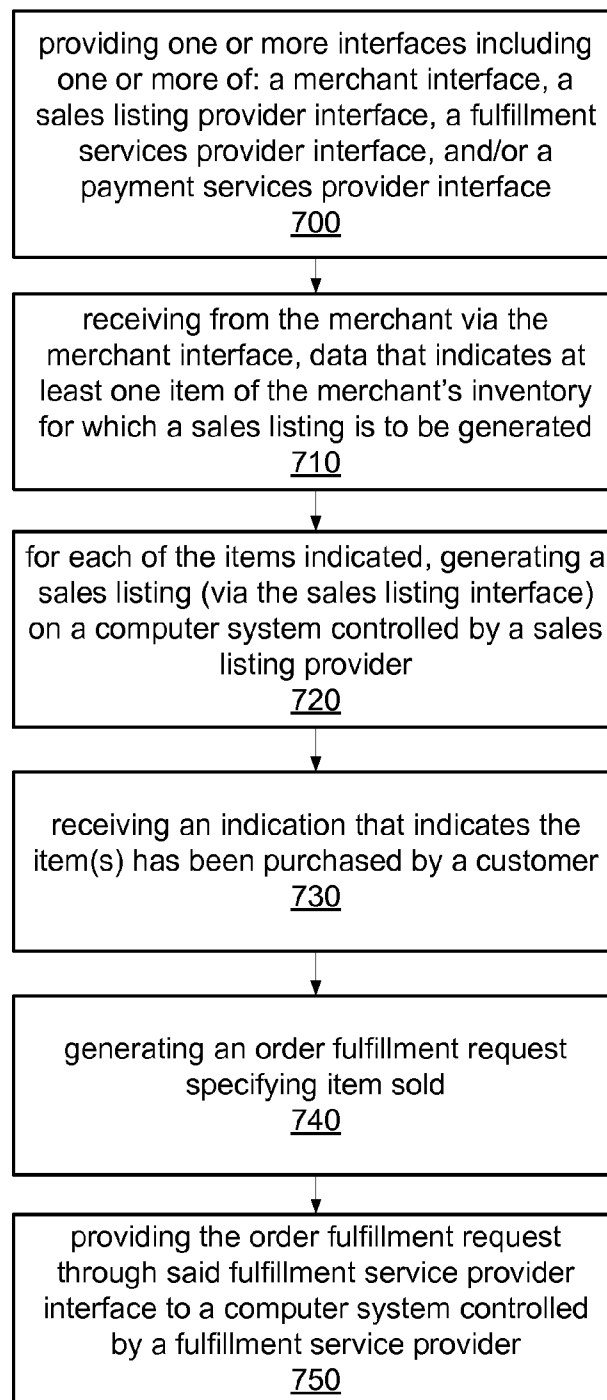 providing one or more interfaces including
one or more of: a merchant interface, a
sales listing provider interface, a fulfillment
services provider interface, and/or a
payment services provider interface
700
receiving from the merchant via the
merchant interface, data that indicates at
least one item of the merchant's inventory
for which a sales listing is to be generated
710
for each of the items indicated, generating a
sales listing (via the sales listing interface)
on a computer system controlled by a sales
listing provider
720
receiving an indication that indicates the
item(s) has been purchased by a customer
730
generating an order fulfillment request
specifying item sold
740
providing the order fulfillment request
through said fulfillment service provider
interface to a computer system controlled
by a fulfillment service provider
750